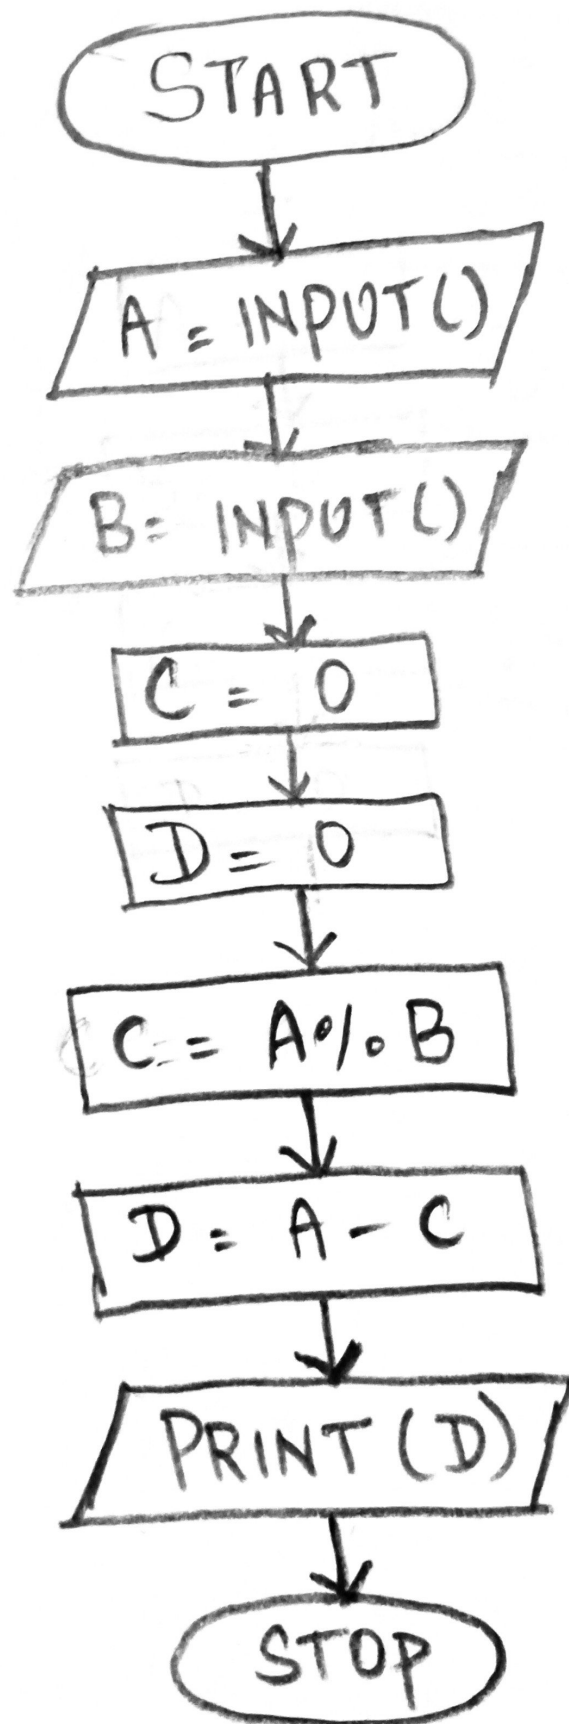 START
A = INPUT()
B = INPUT()
C = 0
D = 0
C = A % B
D = A - C
PRINT (D)
STOP